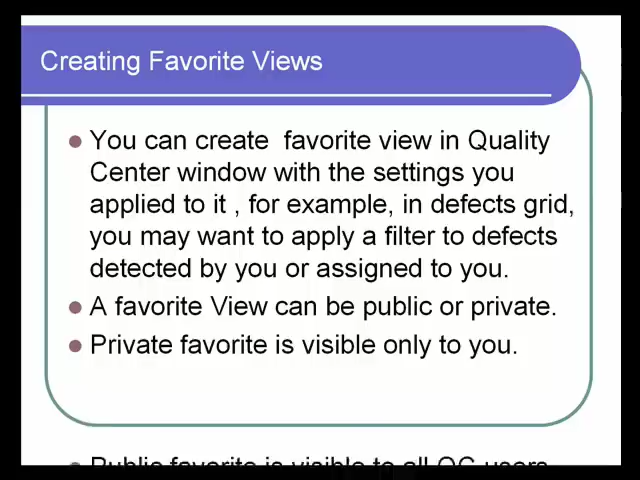 Creating Favorite Views
You can create favorite view in Quality
Center window with the settings you
applied to it , for example, in defects grid,
you may want to apply a filter to defects
detected by you or assigned to you.
A favorite View can be public or private.
Private favorite is visible only to you.
Public favorite is visible to all QC users